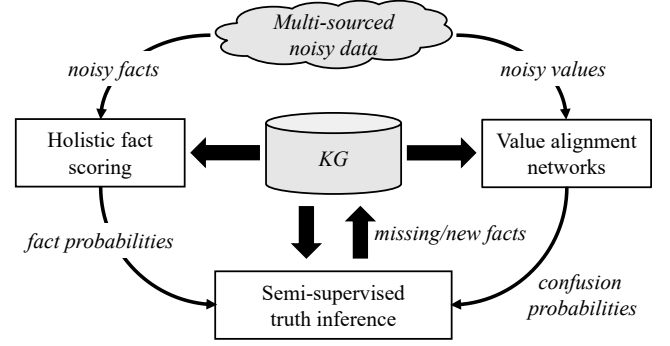 Multi-sourced
noisy data
noisy facts
noisy values
Holistic fact
scoring
KG
Value alignment
networks
fact probabilities
missing/new facts
Semi-supervised
truth inference
confusion
probabilities